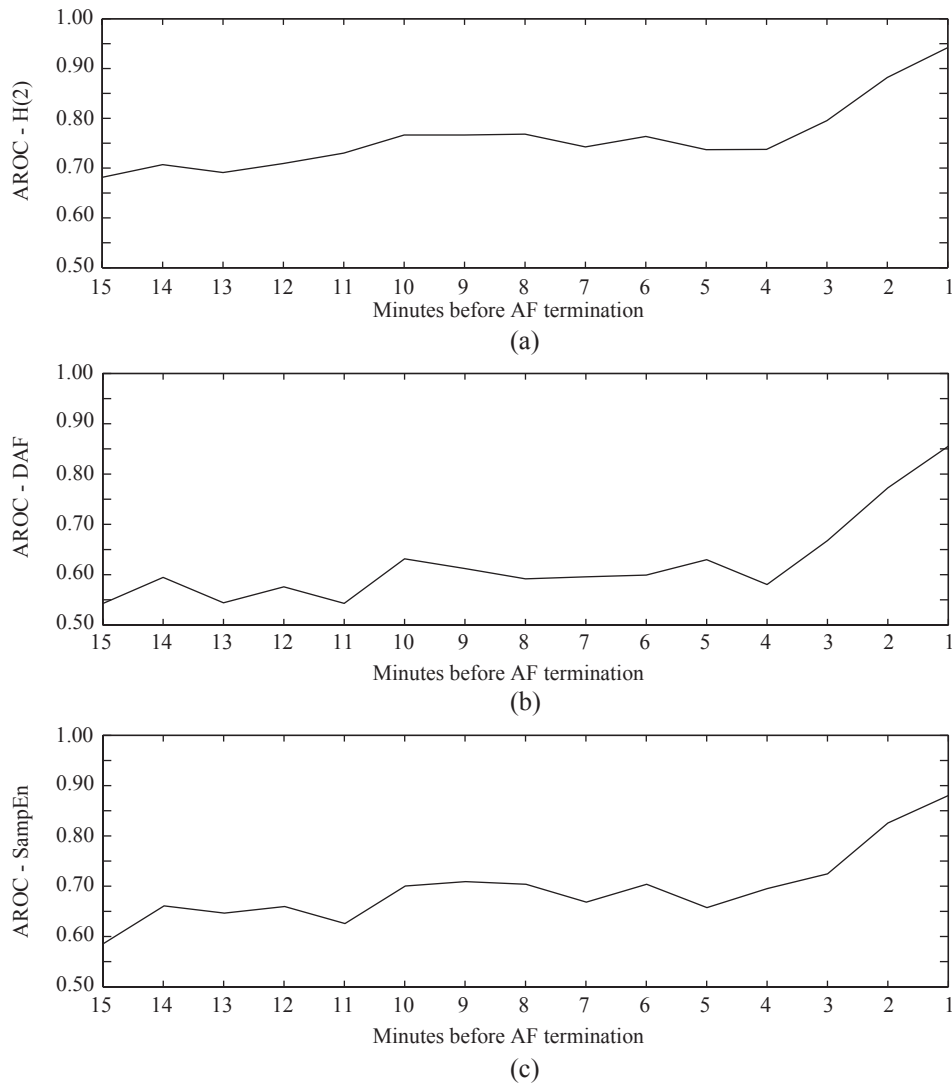 1.00
0.90
0.80
0.70
0.60
0.50
AROC - H(2)
15 14 13 12 11 10 9 8 7 6 5 4 3 2 1
Minutes before AF termination
(a)
1.00
0.90
0.80
0.70
0.60
0.50
AROC - DAF
15 14 13 12 11 10 9 8 7 6 5 4 3 2 1
Minutes before AF termination
(b)
1.00
0.90
0.80
0.70
0.60
0.50
AROC - SampEn
15 14 13 12 11 10 9 8 7 6 5 4 3 2 1
Minutes before AF termination
(c)